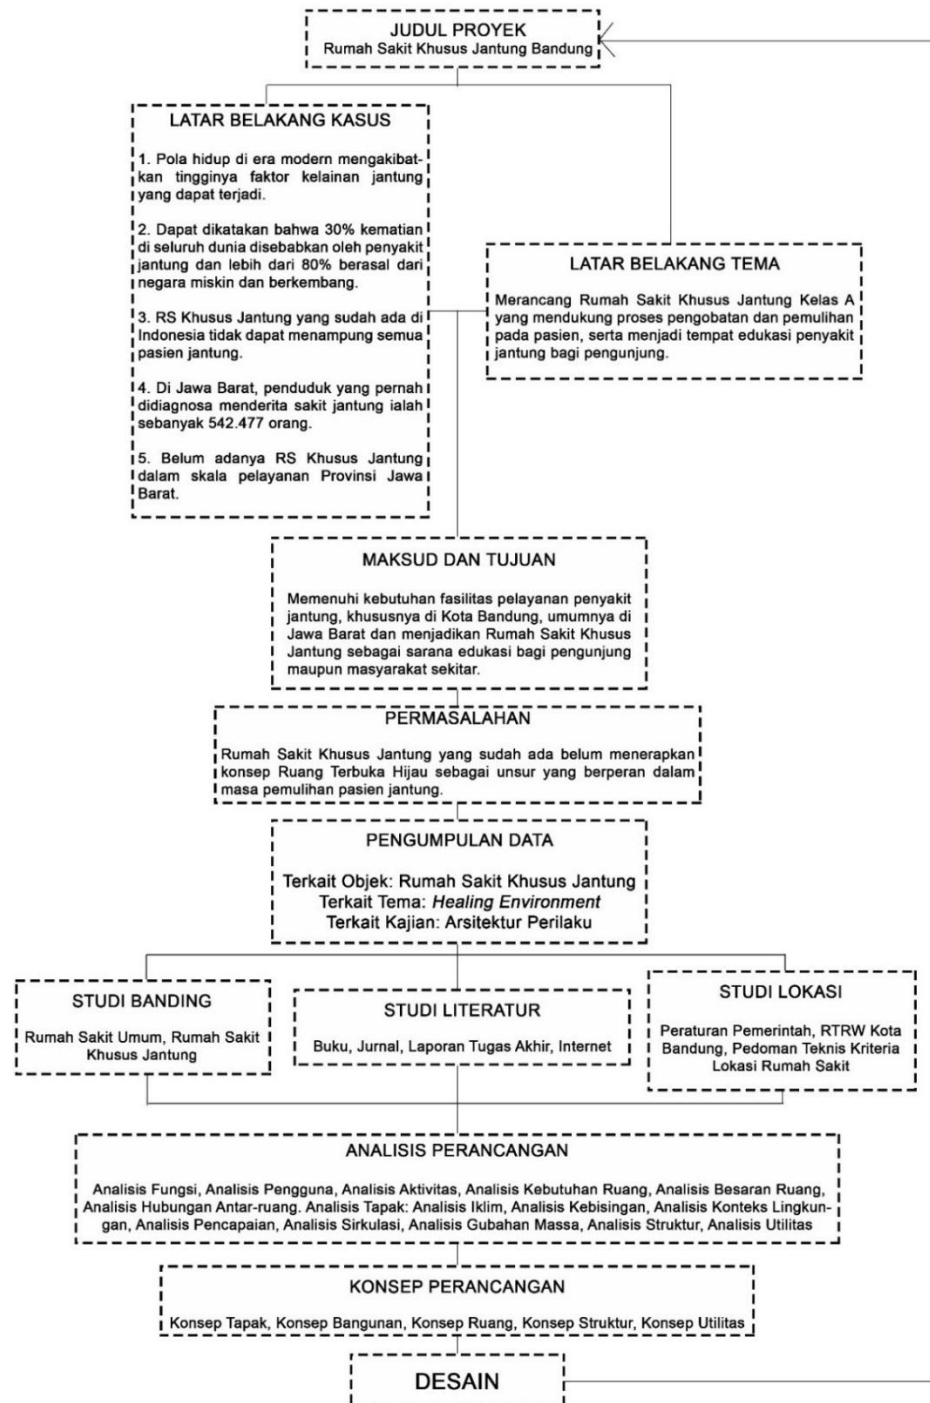 JUDUL PROYEK
Rumah Sakit Khusus Jantung Bandung
LATAR BELAKANG KASUS
1. Pola hidup di era modern mengakibat-
kan tingginya faktor kelainan jantung
yang dapat terjadi.
2. Dapat dikatakan bahwa 30% kematian
di seluruh dunia disebabkan oleh penyakit
jantung dan lebih dari 80% berasal dari
negara miskin dan berkembang.
3. RS Khusus Jantung yang sudah ada di
Indonesia tidak dapat menampung semua
pasien jantung.
4. Di Jawa Barat, penduduk yang pernah
didiagnosa menderita sakit jantung ialah
sebanyak 542.477 orang.
5. Belum adanya RS Khusus Jantung
dalam skala pelayanan Provinsi Jawa
Barat.
LATAR BELAKANG TEMA
Merancang Rumah Sakit Khusus Jantung Kelas A
yang mendukung proses pengobatan dan pemulihan
pada pasien, serta menjadi tempat edukasi penyakit
jantung bagi pengunjung.
MAKSUD DAN TUJUAN
Memenuhi kebutuhan fasilitas pelayanan penyakit
jantung, khususnya di Kota Bandung, umumnya di
Jawa Barat dan menjadikan Rumah Sakit Khusus
Jantung sebagai sarana edukasi bagi pengunjung
maupun masyarakat sekitar.
PERMASALAHAN
Rumah Sakit Khusus Jantung yang sudah ada belum menerapkan
konsep Ruang Terbuka Hijau sebagai unsur yang berperan dalam
masa pemulihan pasien jantung.
PENGUMPULAN DATA
Terkait Objek: Rumah Sakit Khusus Jantung
Terkait Tema: Healing Environment
Terkait Kajian: Arsitektur Perilaku
STUDI BANDING
Rumah Sakit Umum, Rumah Sakit
Khusus Jantung
STUDI LITERATUR
Buku, Jurnal, Laporan Tugas Akhir, Internet
STUDI LOKASI
Peraturan Pemerintah, RTRW Kota
Bandung, Pedoman Teknis Kriteria
Lokasi Rumah Sakit
ANALISIS PERANCANGAN
Analisis Fungsi, Analisis Pengguna, Analisis Aktivitas, Analisis Kebutuhan Ruang, Analisis Besaran Ruang,
Analisis Hubungan Antar-ruang. Analisis Tapak: Analisis Iklim, Analisis Kebisingan, Analisis Konteks Lingkun-
gan, Analisis Pencapaian, Analisis Sirkulasi, Analisis Gubahan Massa, Analisis Struktur, Analisis Utilitas
KONSEP PERANCANGAN
Konsep Tapak, Konsep Bangunan, Konsep Ruang, Konsep Struktur, Konsep Utilitas
DESAIN